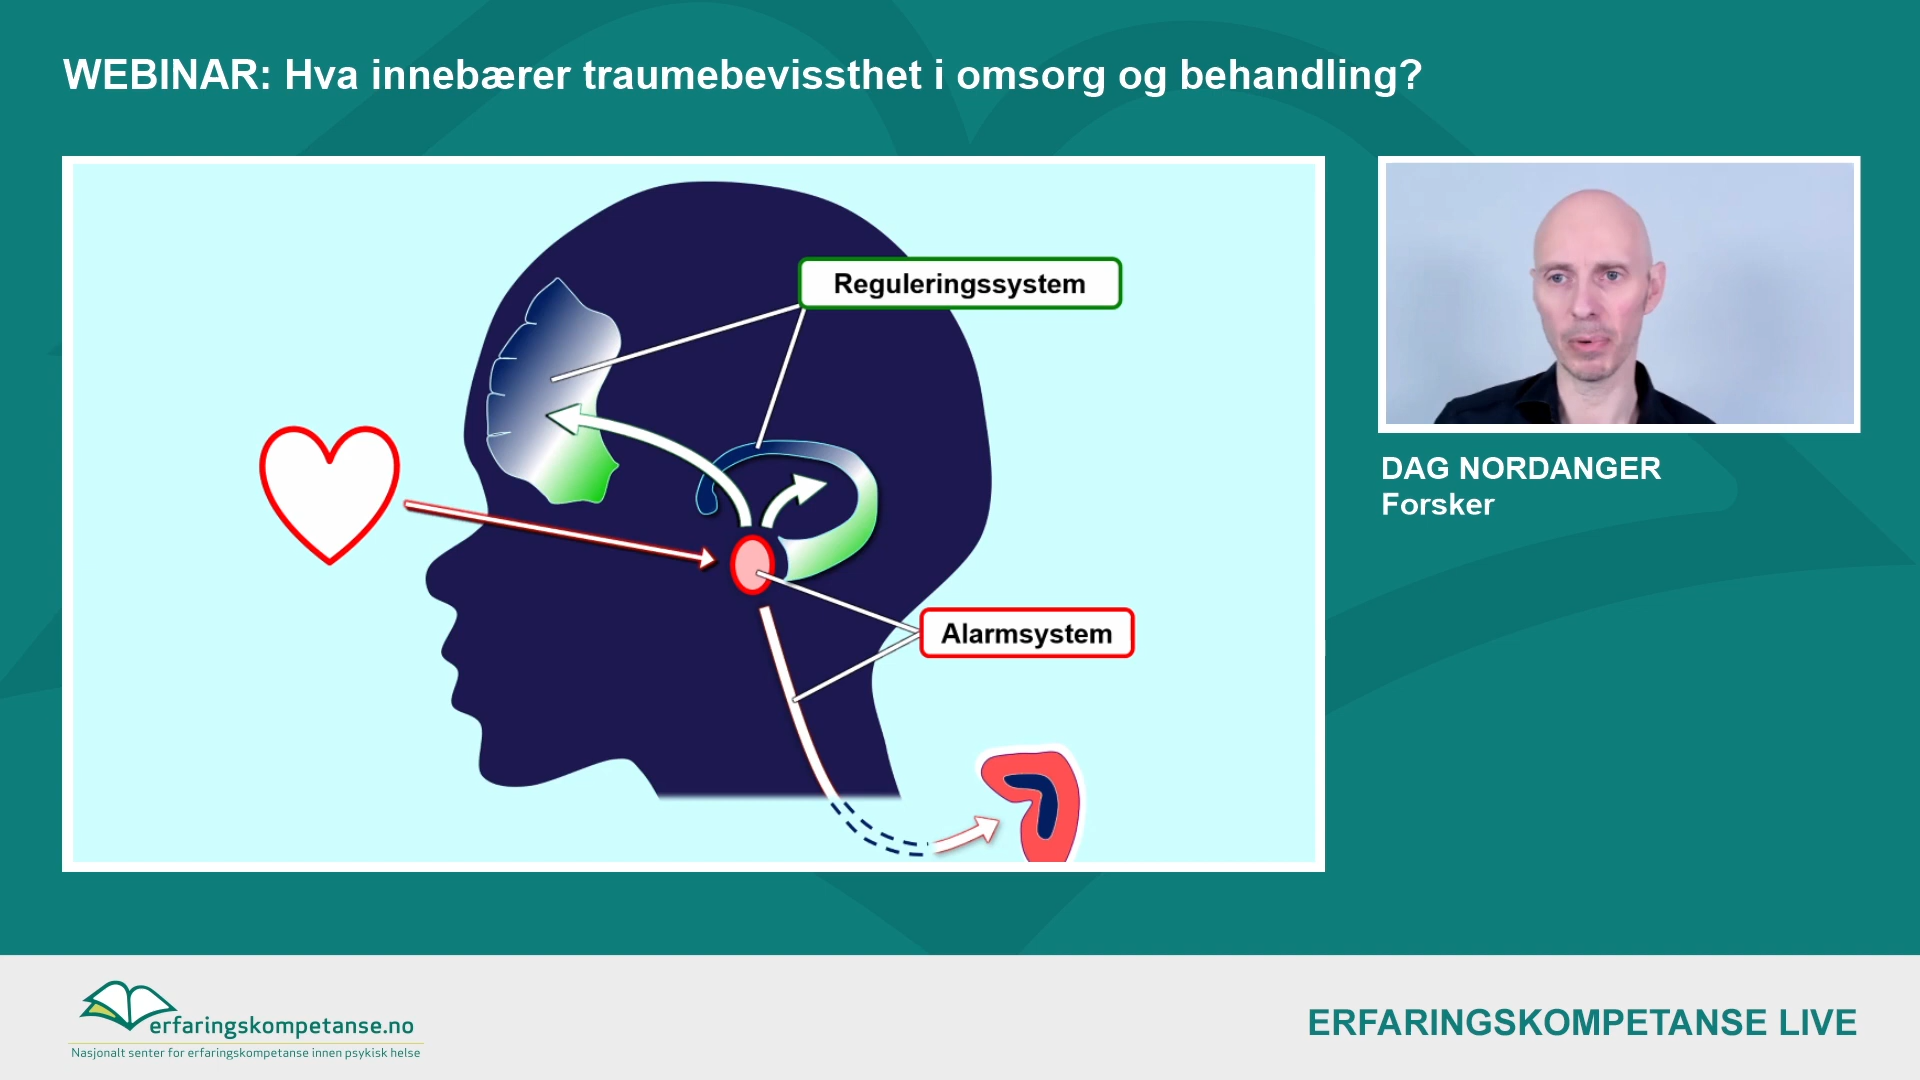 WEBINAR: Hva innebærer traumebevissthet i omsorg og behandling?
Reguleringssystem
Alarmsystem
DAG NORDANGER
Forsker
erfaringskompetanse.no
Nasjonalt senter for erfaringskompetanse innen psykisk helse
ERFARINGSKOMPETANSE LIVE